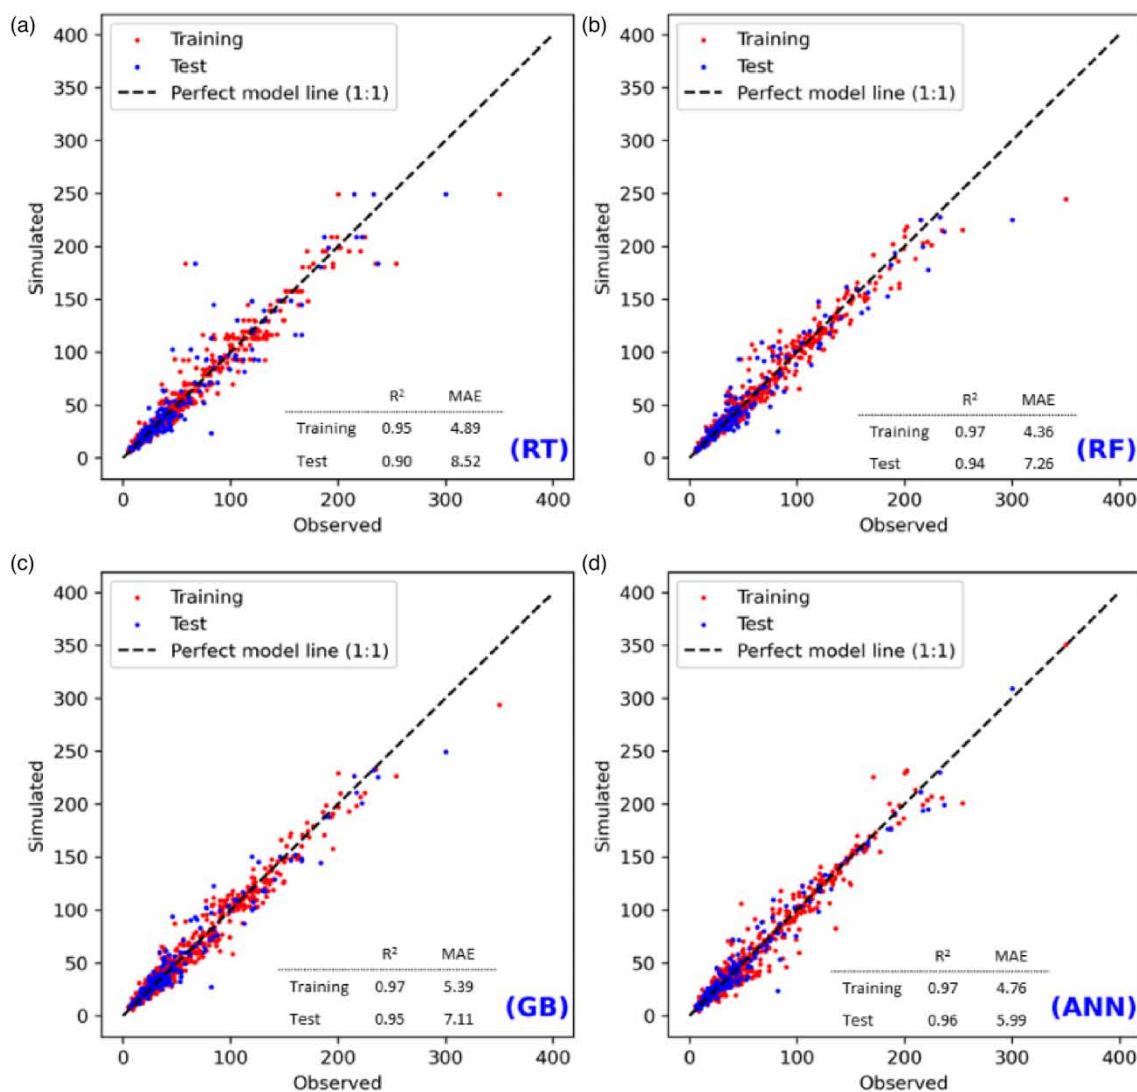 (a)
400
350
300
250
200
150
100
50
0
Simulated
Training
Test
Perfect model line (1:1)
R² MAE
Training 0.95 4.89
Test 0.90 8.52
(RT)
0 100 200 300 400
Observed
(b)
400
350
300
250
200
150
100
50
0
Simulated
Training
Test
Perfect model line (1:1)
R² MAE
Training 0.97 4.36
Test 0.94 7.26
(RF)
0 100 200 300 400
Observed
(c)
400
350
300
250
200
150
100
50
0
Simulated
Training
Test
Perfect model line (1:1)
R² MAE
Training 0.97 5.39
Test 0.95 7.11
(GB)
0 100 200 300 400
Observed
(d)
400
350
300
250
200
150
100
50
0
Simulated
Training
Test
Perfect model line (1:1)
R² MAE
Training 0.97 4.76
Test 0.96 5.99
(ANN)
0 100 200 300 400
Observed